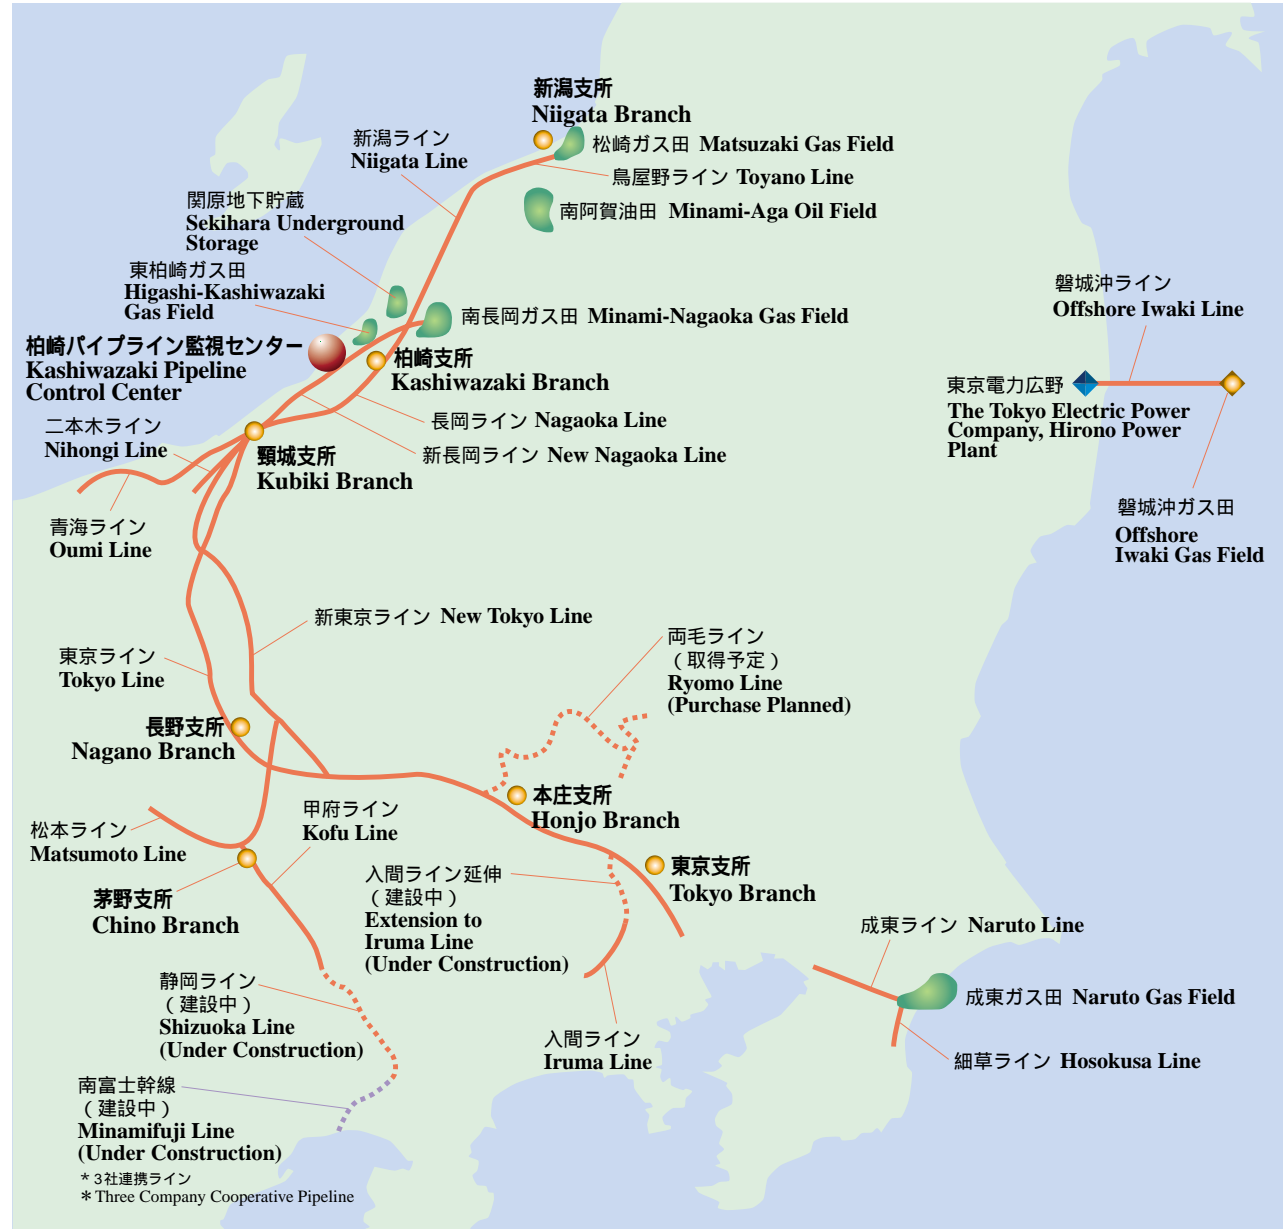 新潟支所
Niigata Branch
新潟ライン
Niigata Line
松崎ガス田 Matsuzaki Gas Field
鳥屋野ライン Toyano Line
関原地下貯蔵
Sekihara Underground
Storage
南阿賀油田 Minami-Aga Oil Field
東柏崎ガス田
Higashi-Kashiwazaki
Gas Field
南長岡ガス田 Minami-Nagaoka Gas Field
磐城沖ライン
Offshore Iwaki Line
柏崎パイプライン監視センター
Kashiwazaki Pipeline
Control Center
柏崎支所
Kashiwazaki Branch
東京電力広野
The Tokyo Electric Power
Company, Hirono Power
Plant
二本木ライン
Nihongi Line
長岡ライン Nagaoka Line
新長岡ライン New Nagaoka Line
頸城支所
Kubiki Branch
磐城沖ガス田
Offshore
Iwaki Gas Field
青海ライン
Oumi Line
新東京ライン New Tokyo Line
両毛ライン
（取得予定）
Ryomo Line
(Purchase Planned)
東京ライン
Tokyo Line
長野支所
Nagano Branch
本庄支所
Honjo Branch
甲府ライン
Kofu Line
松本ライン
Matsumoto Line
東京支所
Tokyo Branch
入間ライン延伸
（建設中）
Extension to
Iruma Line
(Under Construction)
茅野支所
Chino Branch
成東ライン Naruto Line
静岡ライン
（建設中）
Shizuoka Line
(Under Construction)
成東ガス田 Naruto Gas Field
入間ライン
Iruma Line
細草ライン Hosokusa Line
南富士幹線
（建設中）
Minamifuji Line
(Under Construction)
*3社連携ライン
*Three Company Cooperative Pipeline